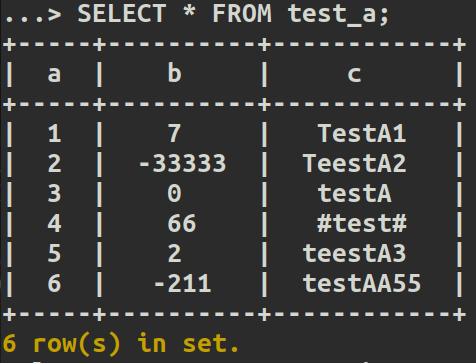 ...> SELECT * FROM test_a;
+-----+----------+------------+
|  a  |    b     |     c      |
+-----+----------+------------+
|  1  |    7     |   TestA1   |
|  2  |  -33333  |  TeestA2   |
|  3  |    0     |   testA    |
|  4  |    66    |   #test#   |
|  5  |    2     |  teestA3   |
|  6  |   -211   |  testAA55  |
+-----+----------+------------+
6 row(s) in set.